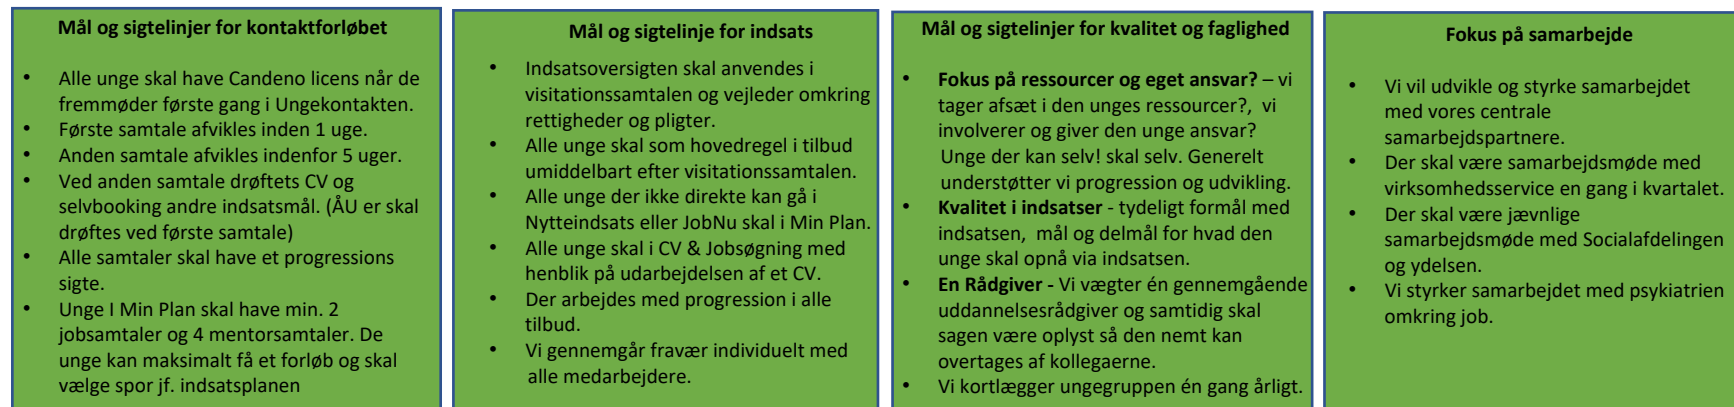 Mål og sigtelinjer for kontaktforløbet
• Alle unge skal have Candeno licens når de
fremmøder første gang i Ungekontakten.
• Første samtale afvikles inden 1 uge.
• Anden samtale afvikles indenfor 5 uger.
• Ved anden samtale drøftets CV og
selvbooking andre indsatsmål. (ÅU er skal
drøftes ved første samtale)
• Alle samtaler skal have et progressions
sigte.
• Unge I Min Plan skal have min. 2
jobsamtaler og 4 mentorsamtaler. De
unge kan maksimalt få et forløb og skal
vælge spor jf. indsatsplanen
Mål og sigtelinje for indsats
• Indsatsoversigten skal anvendes i
visitationssamtalen og vejleder omkring
rettigheder og pligter.
• Alle unge skal som hovedregel i tilbud
umiddelbart efter visitationssamtalen.
• Alle unge der ikke direkte kan gå i
Nytteindsats eller JobNu skal i Min Plan.
• Alle unge skal i CV & Jobsøgning med
henblik på udarbejdelsen af et CV.
• Der arbejdes med progression i alle
tilbud.
• Vi gennemgår fravær individuelt med
alle medarbejdere.
Mål og sigtelinjer for kvalitet og faglighed
• Fokus på ressourcer og eget ansvar? – vi
tager afsæt i den unges ressourcer?, vi
involverer og giver den unge ansvar?
Unge der kan selv! skal selv. Generelt
understøtter vi progression og udvikling.
• Kvalitet i indsatser - tydeligt formål med
indsatsen, mål og delmål for hvad den
unge skal opnå via indsatsen.
• En Rådgiver - Vi vægter én gennemgående
uddannelsesrådgiver og samtidig skal
sagen være oplyst så den nemt kan
overtages af kollegaerne.
• Vi kortlægger ungegruppen én gang årligt.
Fokus på samarbejde
• Vi vil udvikle og styrke samarbejdet
med vores centrale
samarbejdspartnere.
• Der skal være samarbejdsmøde med
virksomhedsservice en gang i kvartalet.
• Der skal være jævnlige
samarbejdsmøde med Socialafdelingen
og ydelsen.
• Vi styrker samarbejdet med psykiatrien
omkring job.